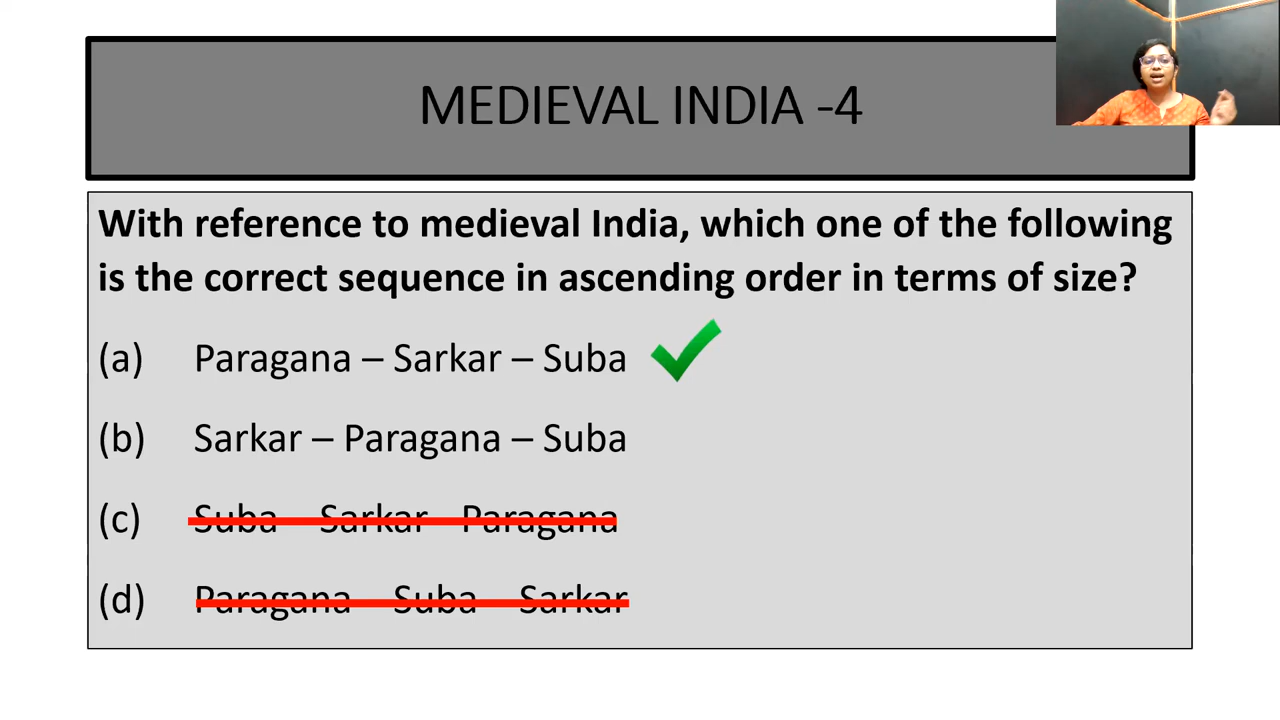 MEDIEVAL INDIA -4
With reference to medieval India, which one of the following
is the correct sequence in ascending order in terms of size?
(a) Paragana – Sarkar – Suba
(b) Sarkar – Paragana – Suba
(c) Suba – Sarkar – Paragana
(d) Paragana – Suba – Sarkar